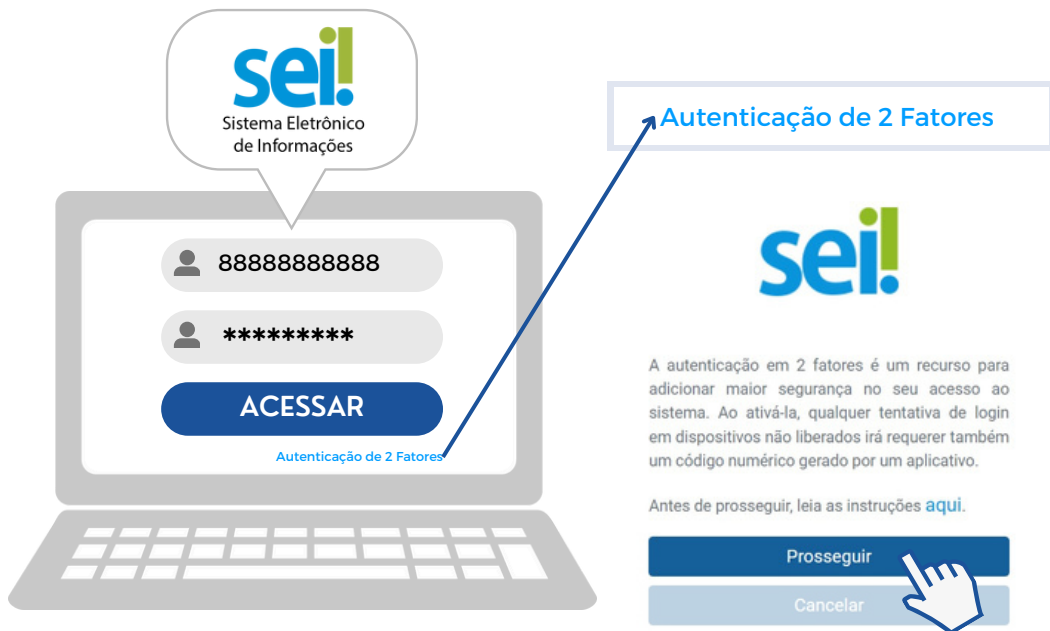 sei!
Sistema Eletrônico
de Informações
88888888888
*********
ACESSAR
Autenticação de 2 Fatores
Autenticação de 2 Fatores
sei!
A autenticação em 2 fatores é um recurso para
adicionar maior segurança no seu acesso ao
sistema. Ao ativá-la, qualquer tentativa de login
em dispositivos não liberados irá requerer também
um código numérico gerado por um aplicativo.
Antes de prosseguir, leia as instruções aqui.
Prosseguir
Cancelar